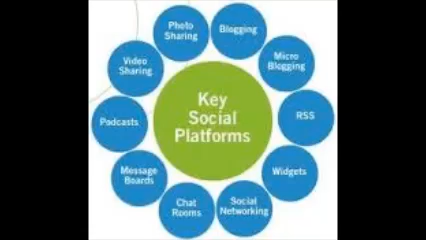 Key
Social
Platforms
Blogging
Micro
Blogging
RSS
Widgets
Social
Networking
Chat
Rooms
Message
Boards
Podcasts
Video
Sharing
Photo
Sharing